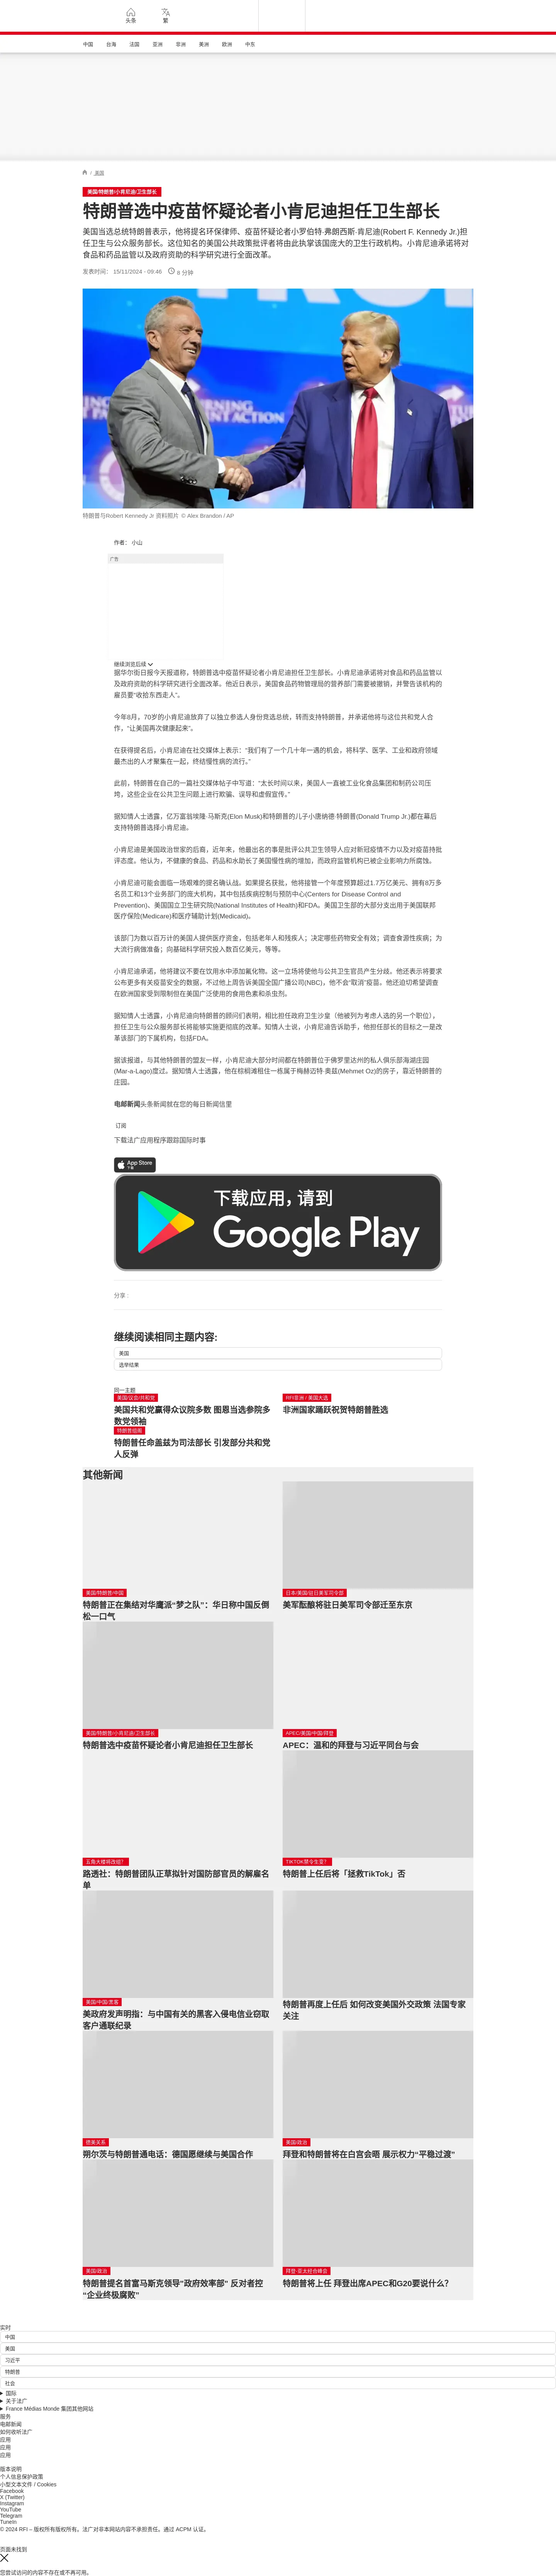 头条
繁
中国
台海
法国
亚洲
非洲
美洲
欧洲
中东
/ 美国
美国/特朗普/小肯尼迪/卫生部长
特朗普选中疫苗怀疑论者小肯尼迪担任卫生部长
美国当选总统特朗普表示，他将提名环保律师、疫苗怀疑论者小罗伯特·弗朗西斯·肯尼迪(Robert F. Kennedy Jr.)担
任卫生与公众服务部长。这位知名的美国公共政策批评者将由此执掌该国庞大的卫生行政机构。小肯尼迪承诺将对
食品和药品监管以及政府资助的科学研究进行全面改革。
发表时间： 15/11/2024 - 09:46
6 分钟
特朗普与Robert Kennedy Jr 资料照片 © Alex Brandon / AP
作者： 小山
广告
继续浏览后续
据华尔街日报今天报道称，特朗普选中疫苗怀疑论者小肯尼迪担任卫生部长。小肯尼迪承诺将对食品和药品监管以
及政府资助的科学研究进行全面改革。他近日表示，美国食品药物管理局的营养部门需要被撤销，并警告该机构的
雇员要“收拾东西走人”。
今年8月，70岁的小肯尼迪放弃了以独立参选人身份竞选总统，转而支持特朗普，并承诺他将与这位共和党人合
作，“让美国再次健康起来”。
在获得提名后，小肯尼迪在社交媒体上表示：“我们有了一个几十年一遇的机会，将科学、医学、工业和政府领域
最杰出的人才聚集在一起，终结慢性病的流行。”
此前，特朗普在自己的一篇社交媒体帖子中写道：“太长时间以来，美国人一直被工业化食品集团和制药公司压
垮，这些企业在公共卫生问题上进行欺骗、误导和虚假宣传。”
据知情人士透露，亿万富翁埃隆·马斯克(Elon Musk)和特朗普的儿子小唐纳德·特朗普(Donald Trump Jr.)都在幕后
支持特朗普选择小肯尼迪。
小肯尼迪是美国政治世家的后裔，近年来，他最出名的事是批评公共卫生领导人应对新冠疫情不力以及对疫苗持批
评态度。他认为，不健康的食品、药品和水助长了美国慢性病的增加，而政府监管机构已被企业影响力所腐蚀。
小肯尼迪可能会面临一场艰难的提名确认战。如果提名获批，他将接管一个年度预算超过1.7万亿美元、拥有8万多
名员工和13个业务部门的庞大机构，其中包括疾病控制与预防中心(Centers for Disease Control and
Prevention)、美国国立卫生研究院(National Institutes of Health)和FDA。美国卫生部的大部分支出用于美国联邦
医疗保险(Medicare)和医疗辅助计划(Medicaid)。
该部门为数以百万计的美国人提供医疗资金，包括老年人和残疾人；决定哪些药物安全有效；调查食源性疾病；为
大流行病做准备；向基础科学研究投入数百亿美元，等等。
小肯尼迪承诺，他将建议不要在饮用水中添加氟化物。这一立场将使他与公共卫生官员产生分歧。他还表示将要求
公布更多有关疫苗安全的数据，不过他上周告诉美国全国广播公司(NBC)，他不会“取消”疫苗。他还迫切希望调查
在欧洲国家受到限制但在美国广泛使用的食用色素和杀虫剂。
据知情人士透露，小肯尼迪向特朗普的顾问们表明，相比担任政府卫生沙皇（他被列为考虑人选的另一个职位），
担任卫生与公众服务部长将能够实施更彻底的改革。知情人士说，小肯尼迪告诉助手，他担任部长的目标之一是改
革该部门的下属机构，包括FDA。
据该报道，与其他特朗普的盟友一样，小肯尼迪大部分时间都在特朗普位于佛罗里达州的私人俱乐部海湖庄园
(Mar-a-Lago)度过。据知情人士透露，他在棕榈滩租住一栋属于梅赫迈特·奥兹(Mehmet Oz)的房子，靠近特朗普的
庄园。
电邮新闻头条新闻就在您的每日新闻信里
订阅
下载法广应用程序跟踪国际时事
App Store
下载
下载应用，请到
Google Play
分享 :
继续阅读相同主题内容:
美国
选举结果
同一主题
美国/议会/共和党
美国共和党赢得众议院多数 图恩当选参院多
数党领袖
RFI非洲 / 美国大选
非洲国家踊跃祝贺特朗普胜选
特朗普组阁
特朗普任命盖兹为司法部长 引发部分共和党
人反弹
其他新闻
美国/特朗普/中国
特朗普正在集结对华鹰派“梦之队”：华日称中国反倒
松一口气
日本/美国/驻日美军司令部
美军酝酿将驻日美军司令部迁至东京
美国/特朗普/小肯尼迪/卫生部长
特朗普选中疫苗怀疑论者小肯尼迪担任卫生部长
APEC/美国/中国/拜登
APEC：温和的拜登与习近平同台与会
五角大楼将改组?
路透社：特朗普团队正草拟针对国防部官员的解雇名
单
TIKTOK禁令生变?
特朗普上任后将「拯救TikTok」否
美国/中国/黑客
美政府发声明指：与中国有关的黑客入侵电信业窃取
客户通联纪录
特朗普再度上任后 如何改变美国外交政策 法国专家
关注
德美关系
朔尔茨与特朗普通电话：德国愿继续与美国合作
美国/政治
拜登和特朗普将在白宫会晤 展示权力“平稳过渡”
美国/政治
特朗普提名首富马斯克领导“政府效率部” 反对者控
“企业终极腐败”
拜登-亚太经合峰会
特朗普将上任 拜登出席APEC和G20要说什么？
实时
中国
美国
习近平
特朗普
社会
国际
关于法广
France Médias Monde 集团其他网站
服务
电邮新闻
如何收听法广
应用
应用
应用
版本说明
个人信息保护政策
小型文本文件 / Cookies
Facebook
X (Twitter)
Instagram
YouTube
Telegram
TuneIn
© 2024 RFI – 版权所有版权所有。法广对非本网站内容不承担责任。通过 ACPM 认证。
页面未找到
您尝试访问的内容不存在或不再可用。